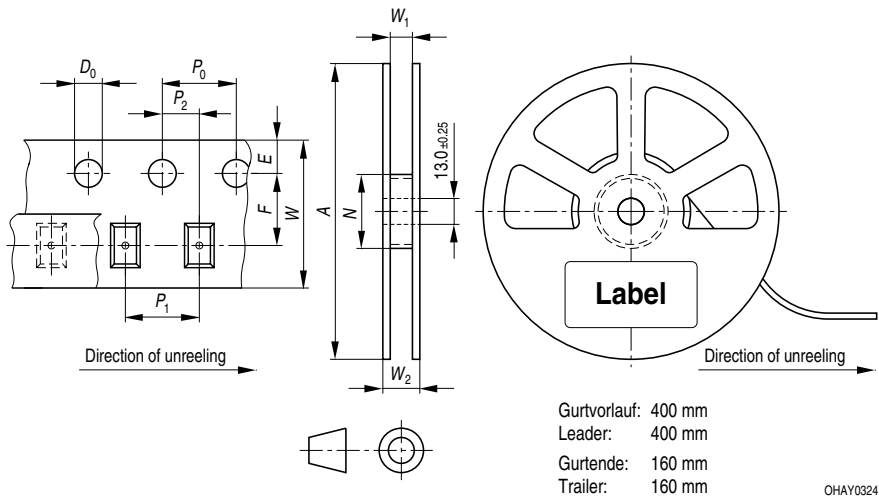 W1
D0
P0
P2
E
F
W
A
N
13.0±0.25
P1
W2
Label
Direction of unreeling
Direction of unreeling
Gurtvorlauf: 400 mm
Leader: 400 mm
Gurtende: 160 mm
Trailer: 160 mm
OHAY0324